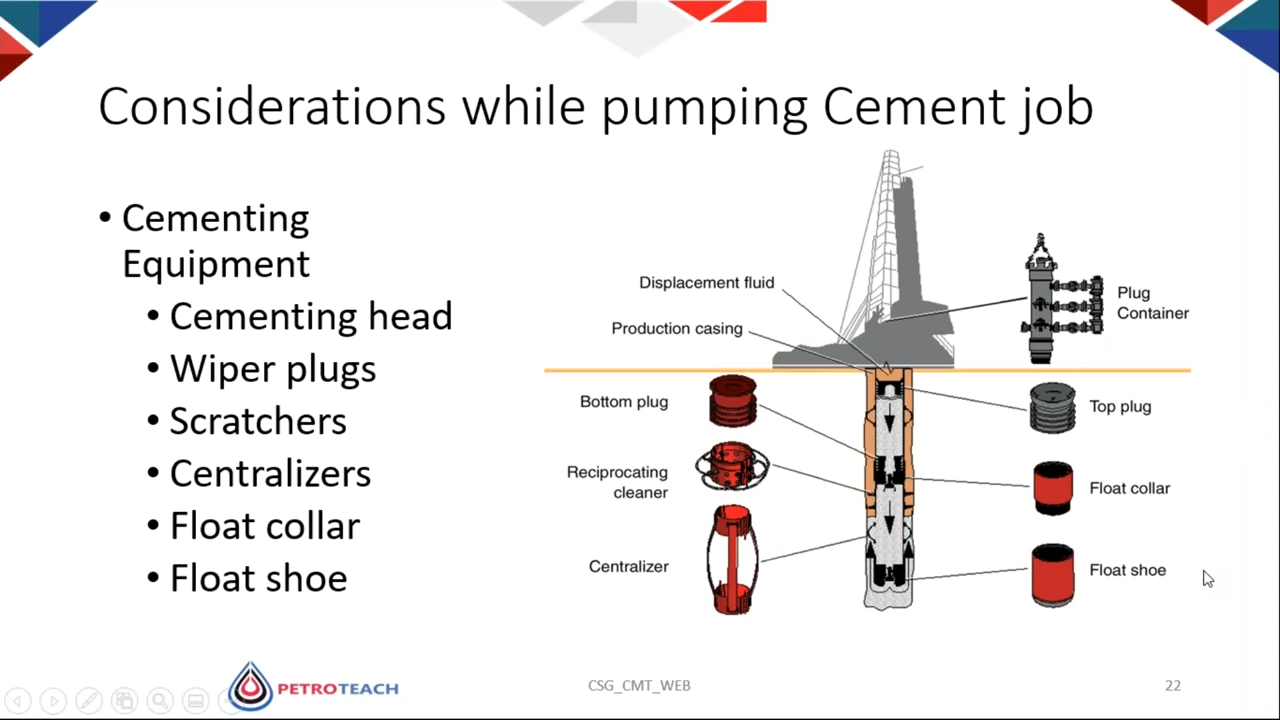 Considerations while pumping Cement job
• Cementing
Equipment
• Cementing head
• Wiper plugs
• Scratchers
• Centralizers
• Float collar
• Float shoe
Displacement fluid
Production casing
Plug
Container
Bottom plug
Top plug
Reciprocating
cleaner
Float collar
Centralizer
Float shoe
PETROTEACH
CSG_CMT_WEB
22